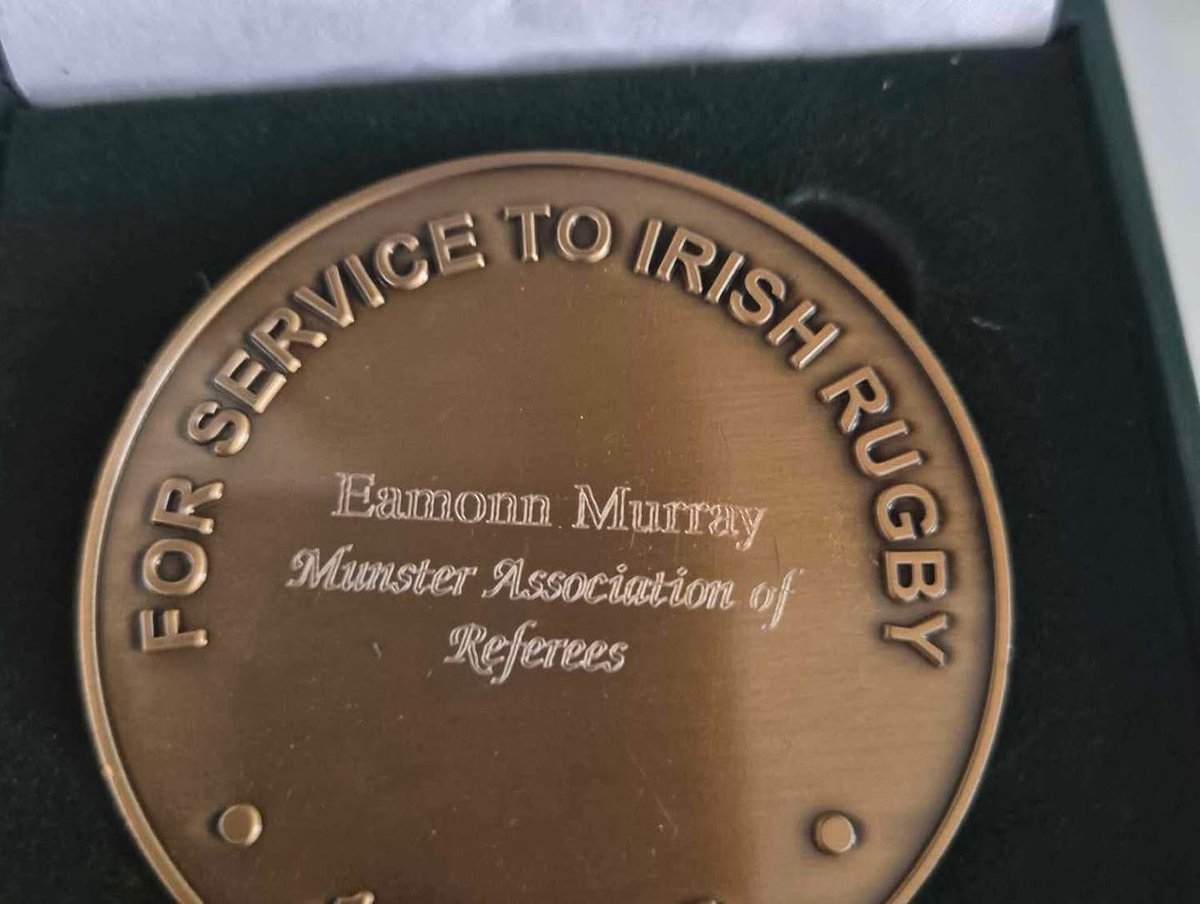 FOR SERVICE TO IRISH RUGBY
Eamonn Murray
Munster Association of
Referees